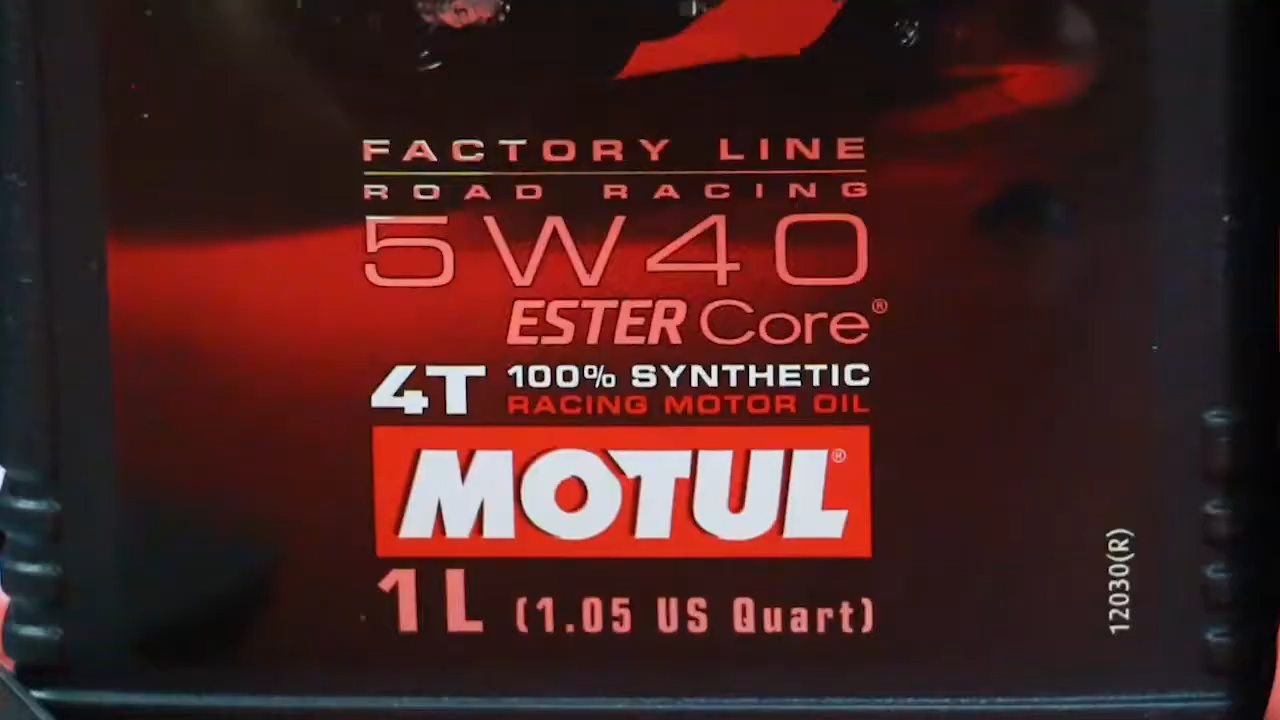 FACTORY LINE
ROAD RACING
5W40
ESTER Core®
4T 100% SYNTHETIC
RACING MOTOR OIL
MOTUL®
1L (1.05 US Quart)
12030(R)